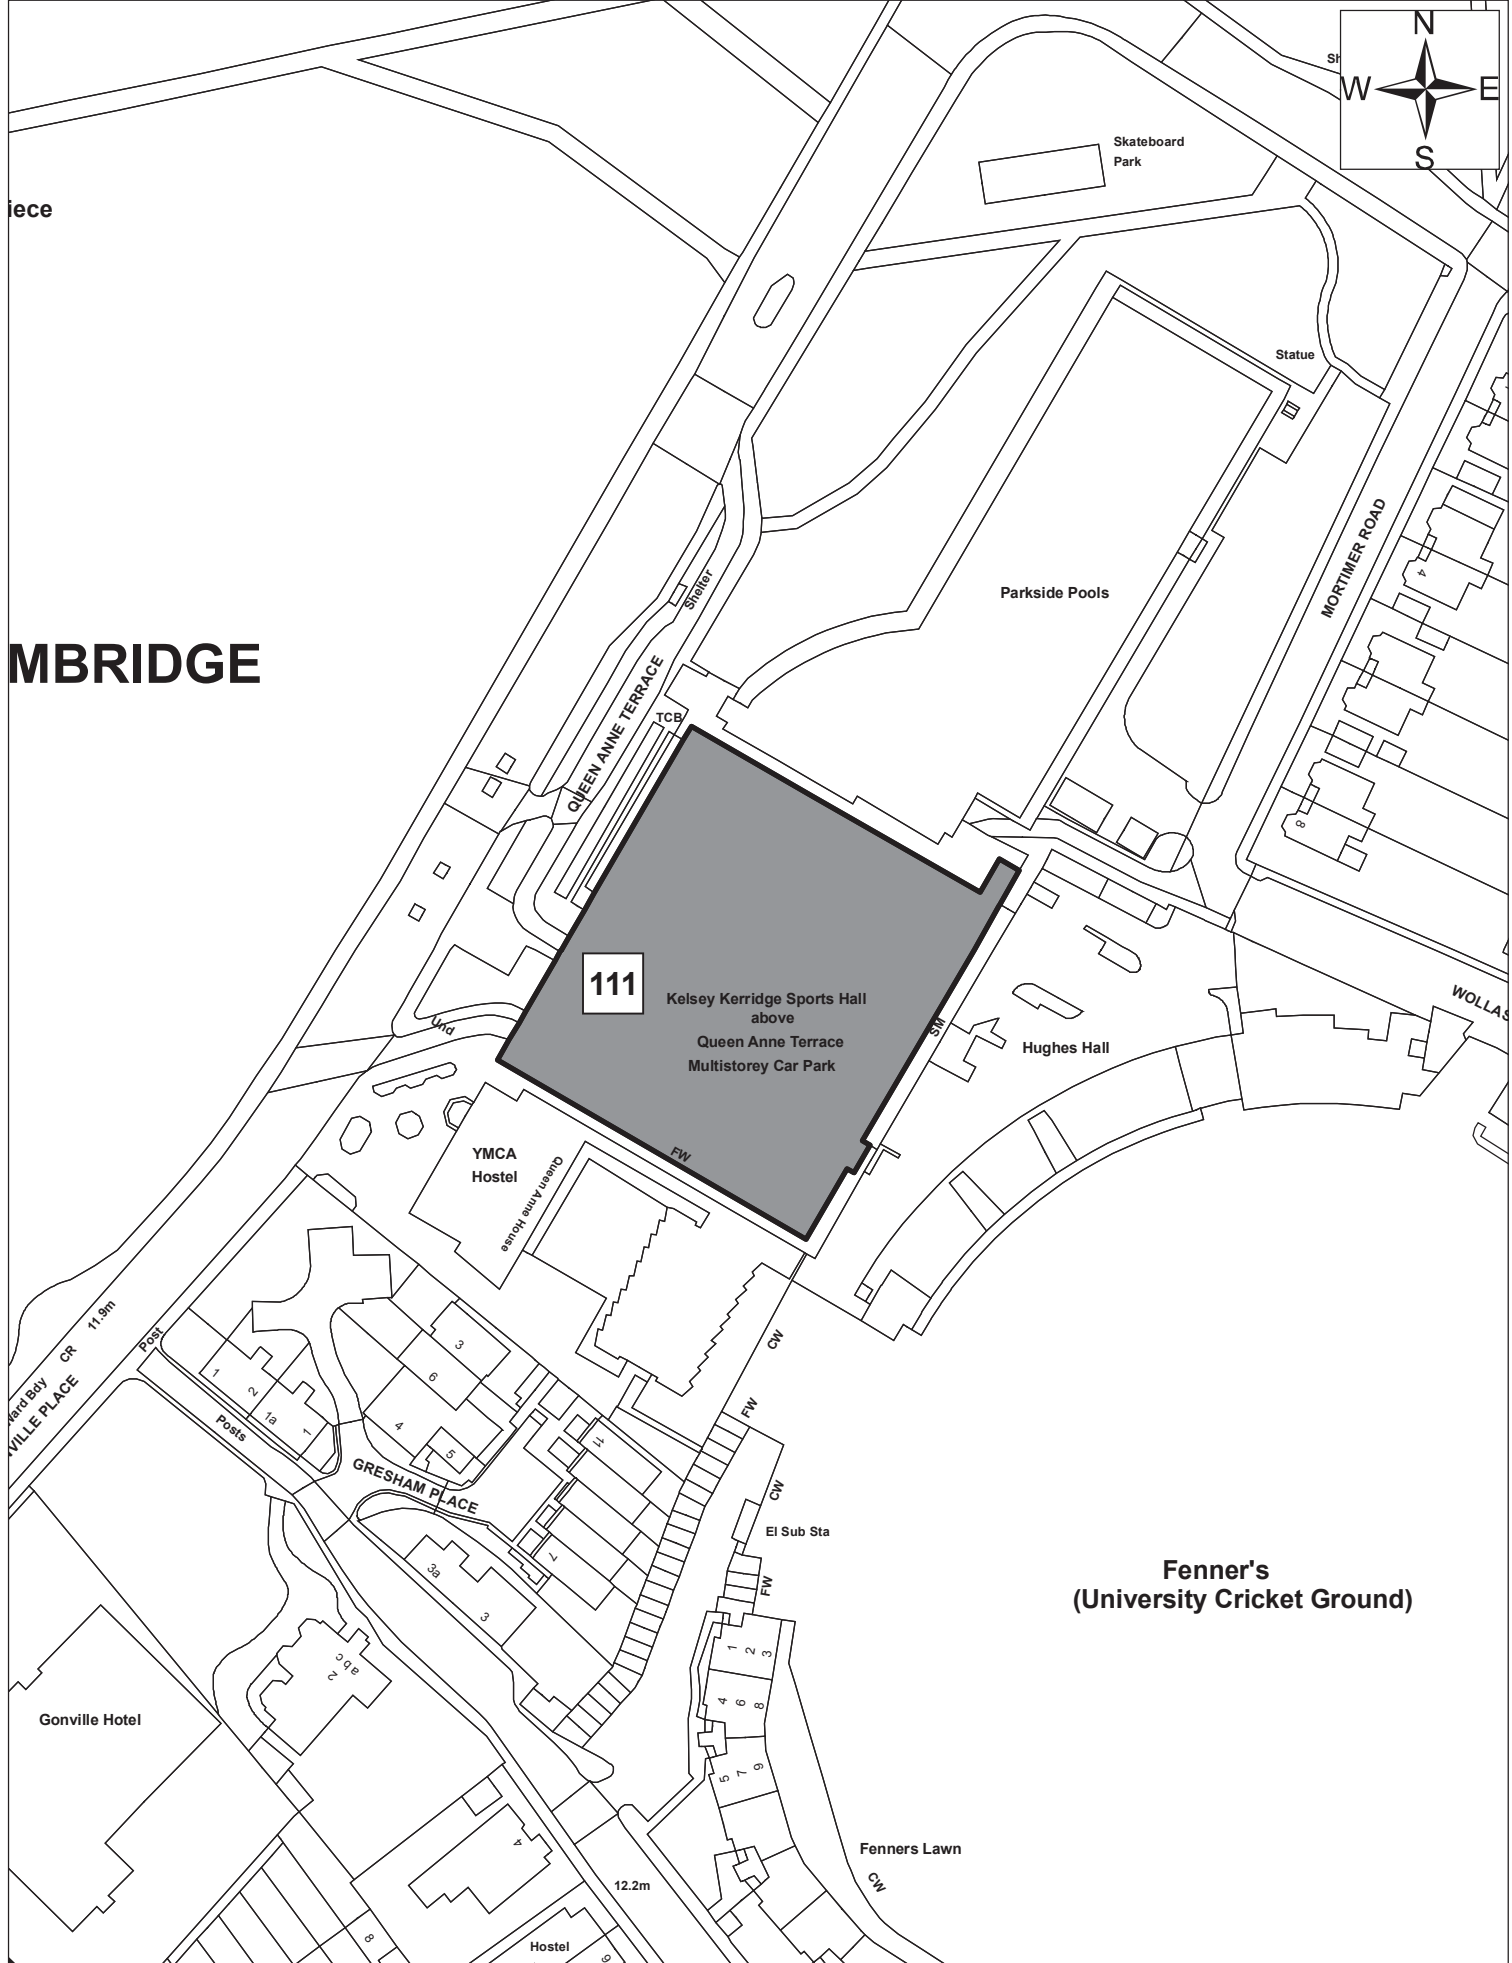 N
W
E
S
Sh
Skateboard
Park
iece
Statue
MORTIMER ROAD
4
Parkside Pools
Shelter
MBRIDGE
QUEEN ANNE TERRACE
TCB
8
111
Kelsey Kerridge Sports Hall
above
Queen Anne Terrace
Multistorey Car Park
WOLLAS
Und
SM
Hughes Hall
FW
YMCA
Hostel
Queen Anne House
11.9m
CR
Post
ward Bdy
VILLE PLACE
CW
3
6
1
2
1a
1
4
5
Posts
FW
11
GRESHAM PLACE
CW
El Sub Sta
7
3a
3
FW
Fenner's
(University Cricket Ground)
1
2
3
abc
2
4
6
8
Gonville Hotel
5
7
9
4
Fenners Lawn
CW
12.2m
8
Hostel
9